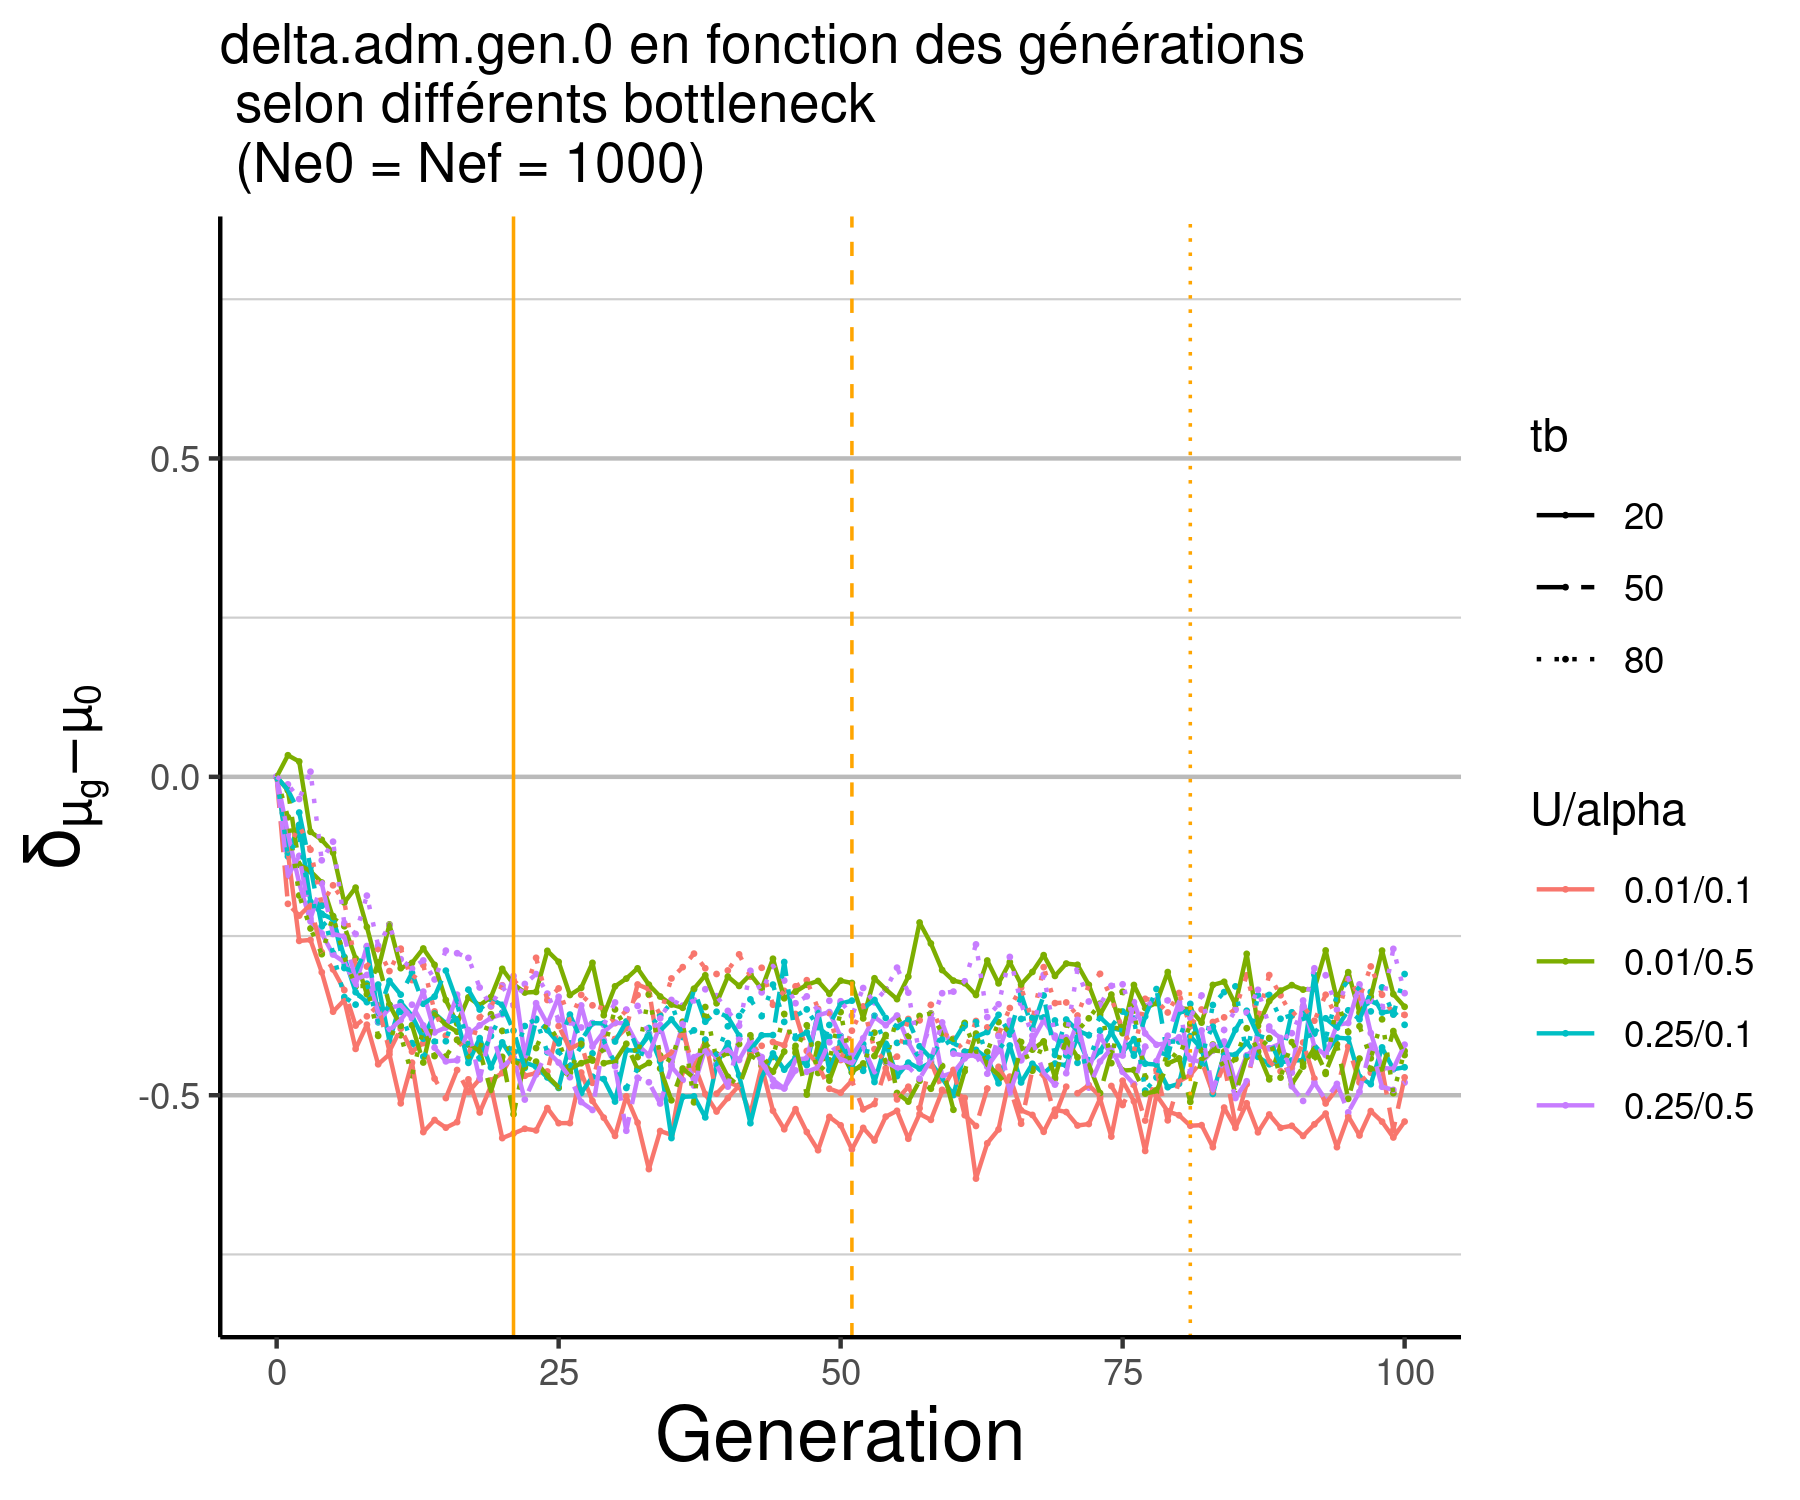 delta.adm.gen.0 en fonction des générations
selon différents bottleneck
(Ne0 = Nef = 1000)
0.5
0.0
-0.5
δμg−μ0
0 25 50 75 100
Generation
tb
20
50
80
U/alpha
0.01/0.1
0.01/0.5
0.25/0.1
0.25/0.5